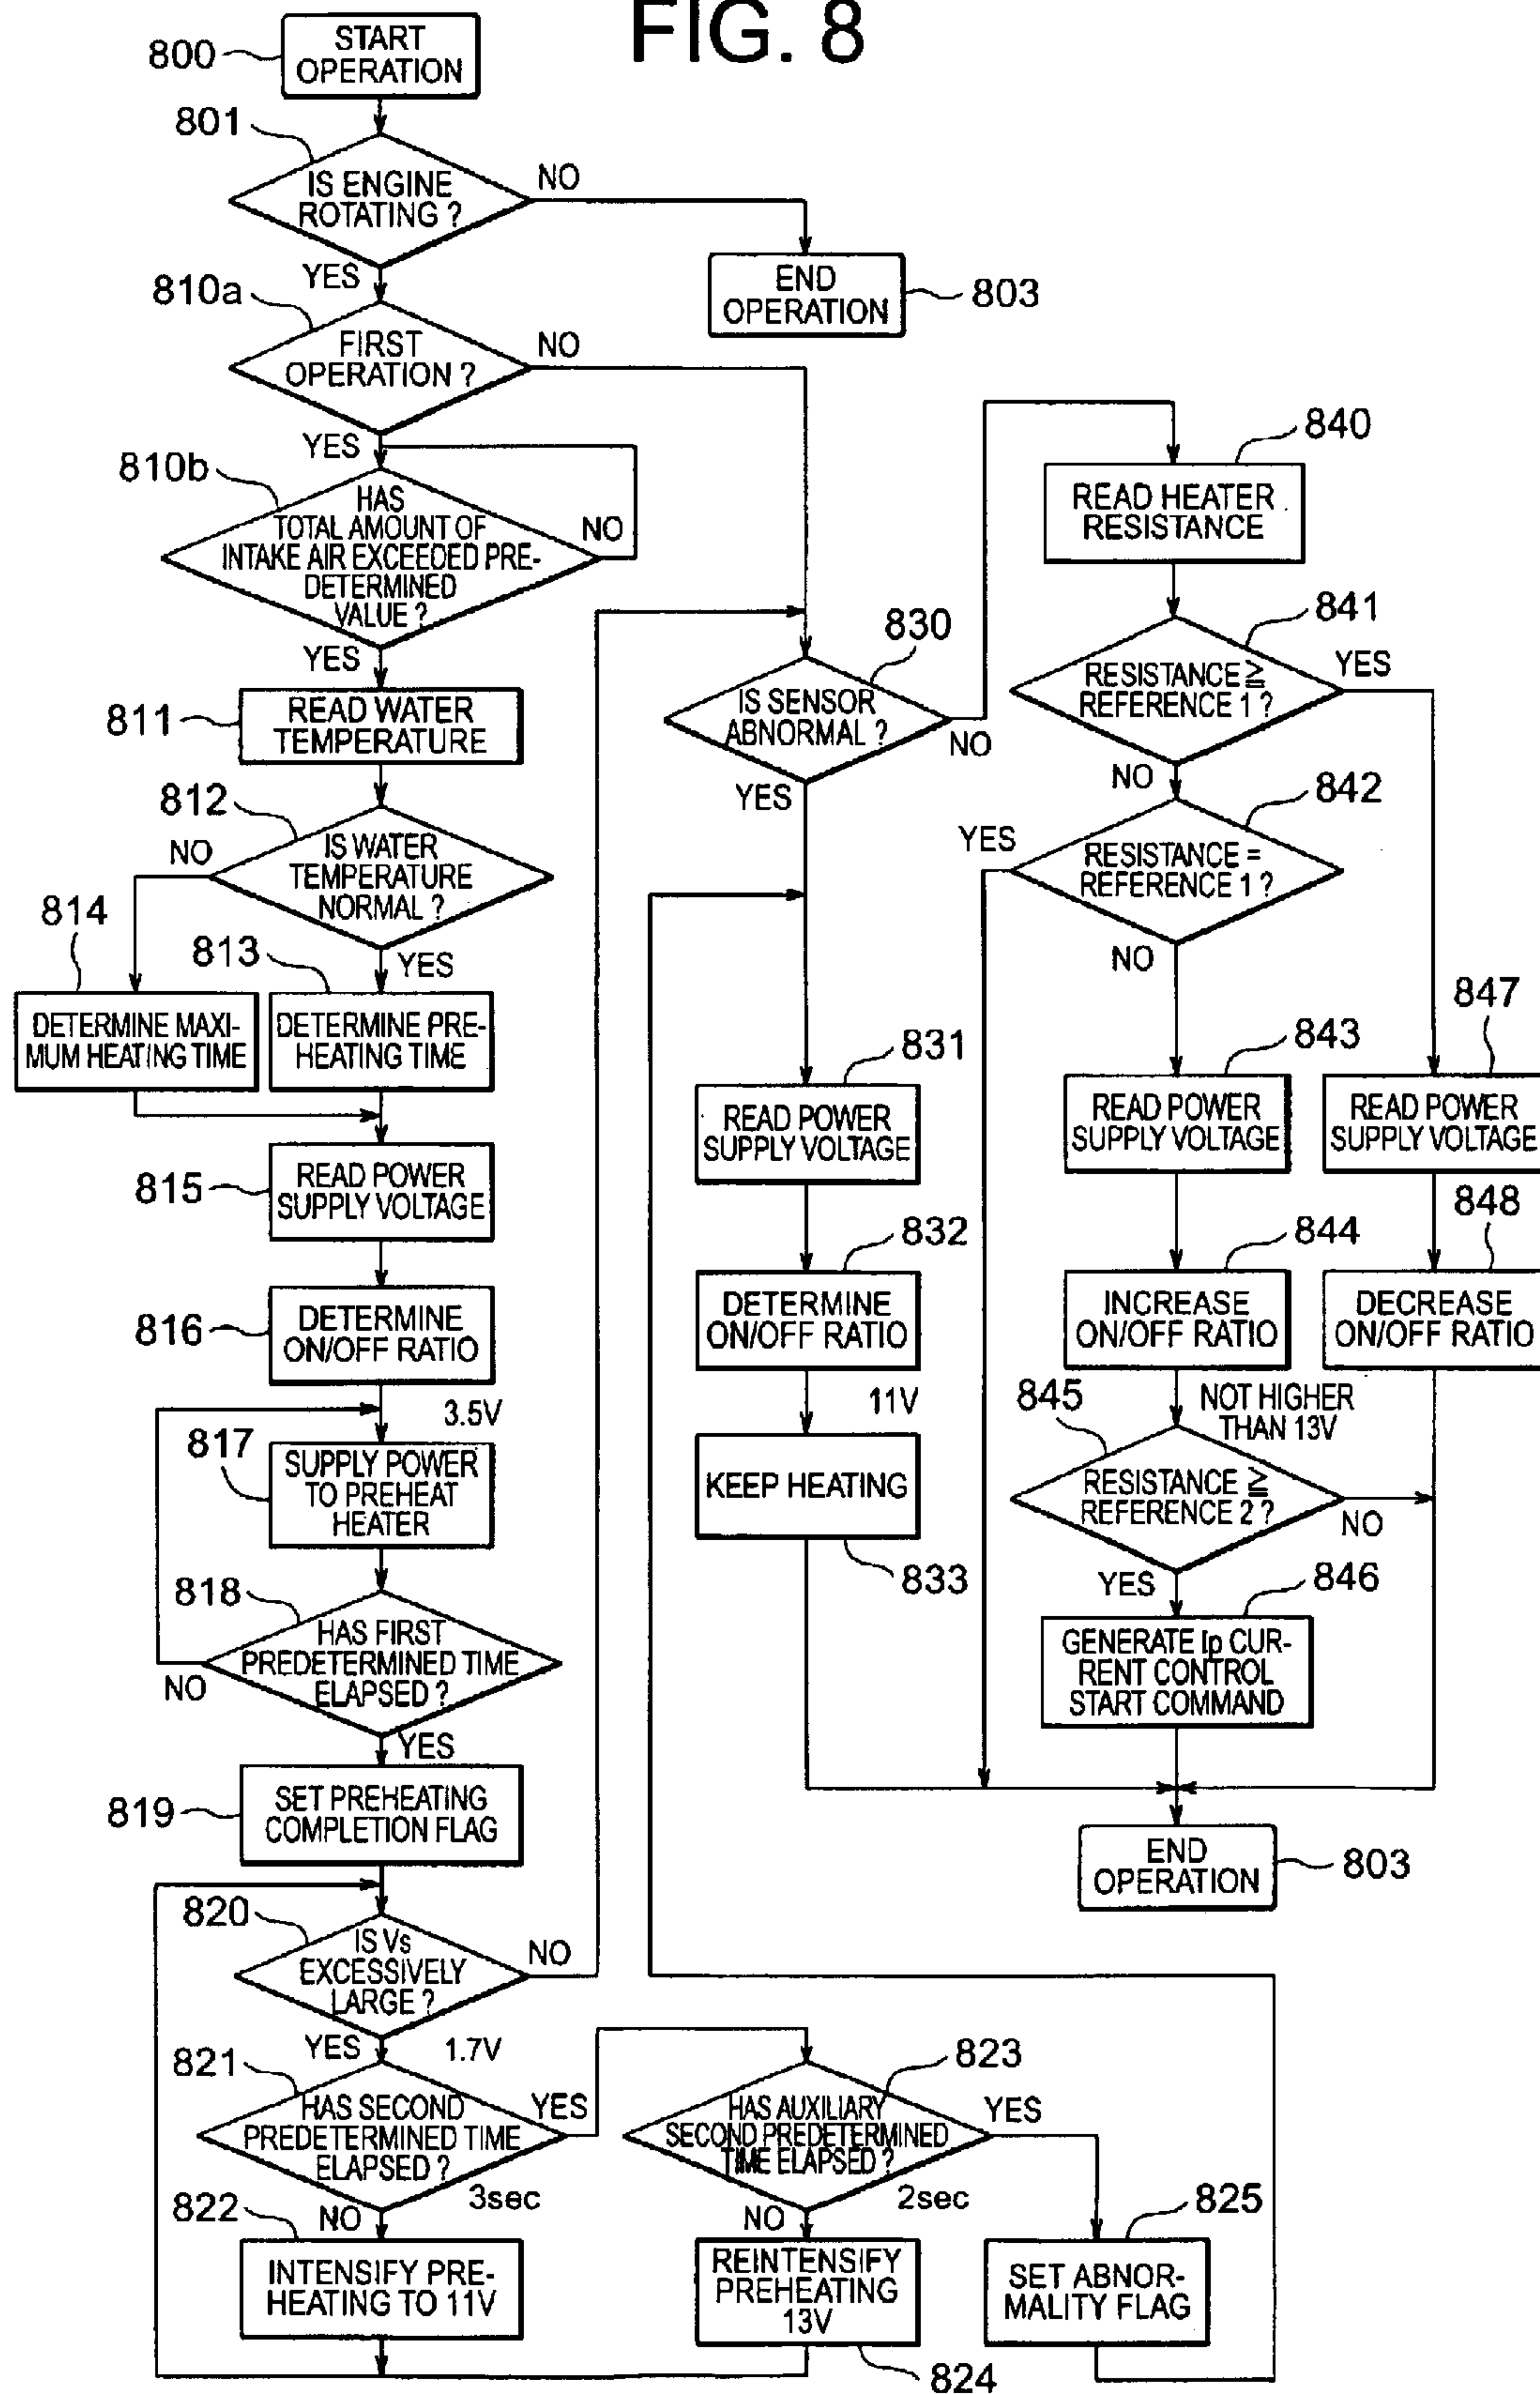 FIG. 8
800
START
OPERATION
801
IS ENGINE
ROTATING ?
NO
YES
END
OPERATION
803
810a
FIRST
OPERATION ?
NO
YES
810b
HAS
TOTAL AMOUNT OF
INTAKE AIR EXCEEDED PRE-
DETERMINED
VALUE ?
NO
YES
811
READ WATER
TEMPERATURE
812
IS WATER
TEMPERATURE
NORMAL ?
NO
YES
814
DETERMINE MAXI-
MUM HEATING TIME
813
DETERMINE PRE-
HEATING TIME
815
READ POWER
SUPPLY VOLTAGE
816
DETERMINE
ON/OFF RATIO
3.5V
817
SUPPLY POWER
TO PREHEAT
HEATER
818
HAS FIRST
PREDETERMINED TIME
ELAPSED ?
NO
YES
819
SET PREHEATING
COMPLETION FLAG
820
IS Vs
EXCESSIVELY
LARGE ?
NO
YES
1.7V
821
HAS SECOND
PREDETERMINED TIME
ELAPSED ?
YES
3sec
NO
822
INTENSIFY PRE-
HEATING TO 11V
823
HAS AUXILIARY
SECOND PREDETERMINED
TIME ELAPSED ?
YES
2sec
NO
REINTENSIFY
PREHEATING
13V
824
825
SET ABNOR-
MALITY FLAG
830
IS SENSOR
ABNORMAL ?
NO
YES
831
READ POWER
SUPPLY VOLTAGE
832
DETERMINE
ON/OFF RATIO
11V
KEEP HEATING
833
840
READ HEATER
RESISTANCE
841
RESISTANCE ≧
REFERENCE 1 ?
YES
NO
842
RESISTANCE =
REFERENCE 1 ?
YES
NO
843
READ POWER
SUPPLY VOLTAGE
844
INCREASE
ON/OFF RATIO
NOT HIGHER
THAN 13V
845
RESISTANCE ≧
REFERENCE 2 ?
NO
YES
846
GENERATE Ip CUR-
RENT CONTROL
START COMMAND
847
READ POWER
SUPPLY VOLTAGE
848
DECREASE
ON/OFF RATIO
END
OPERATION
803